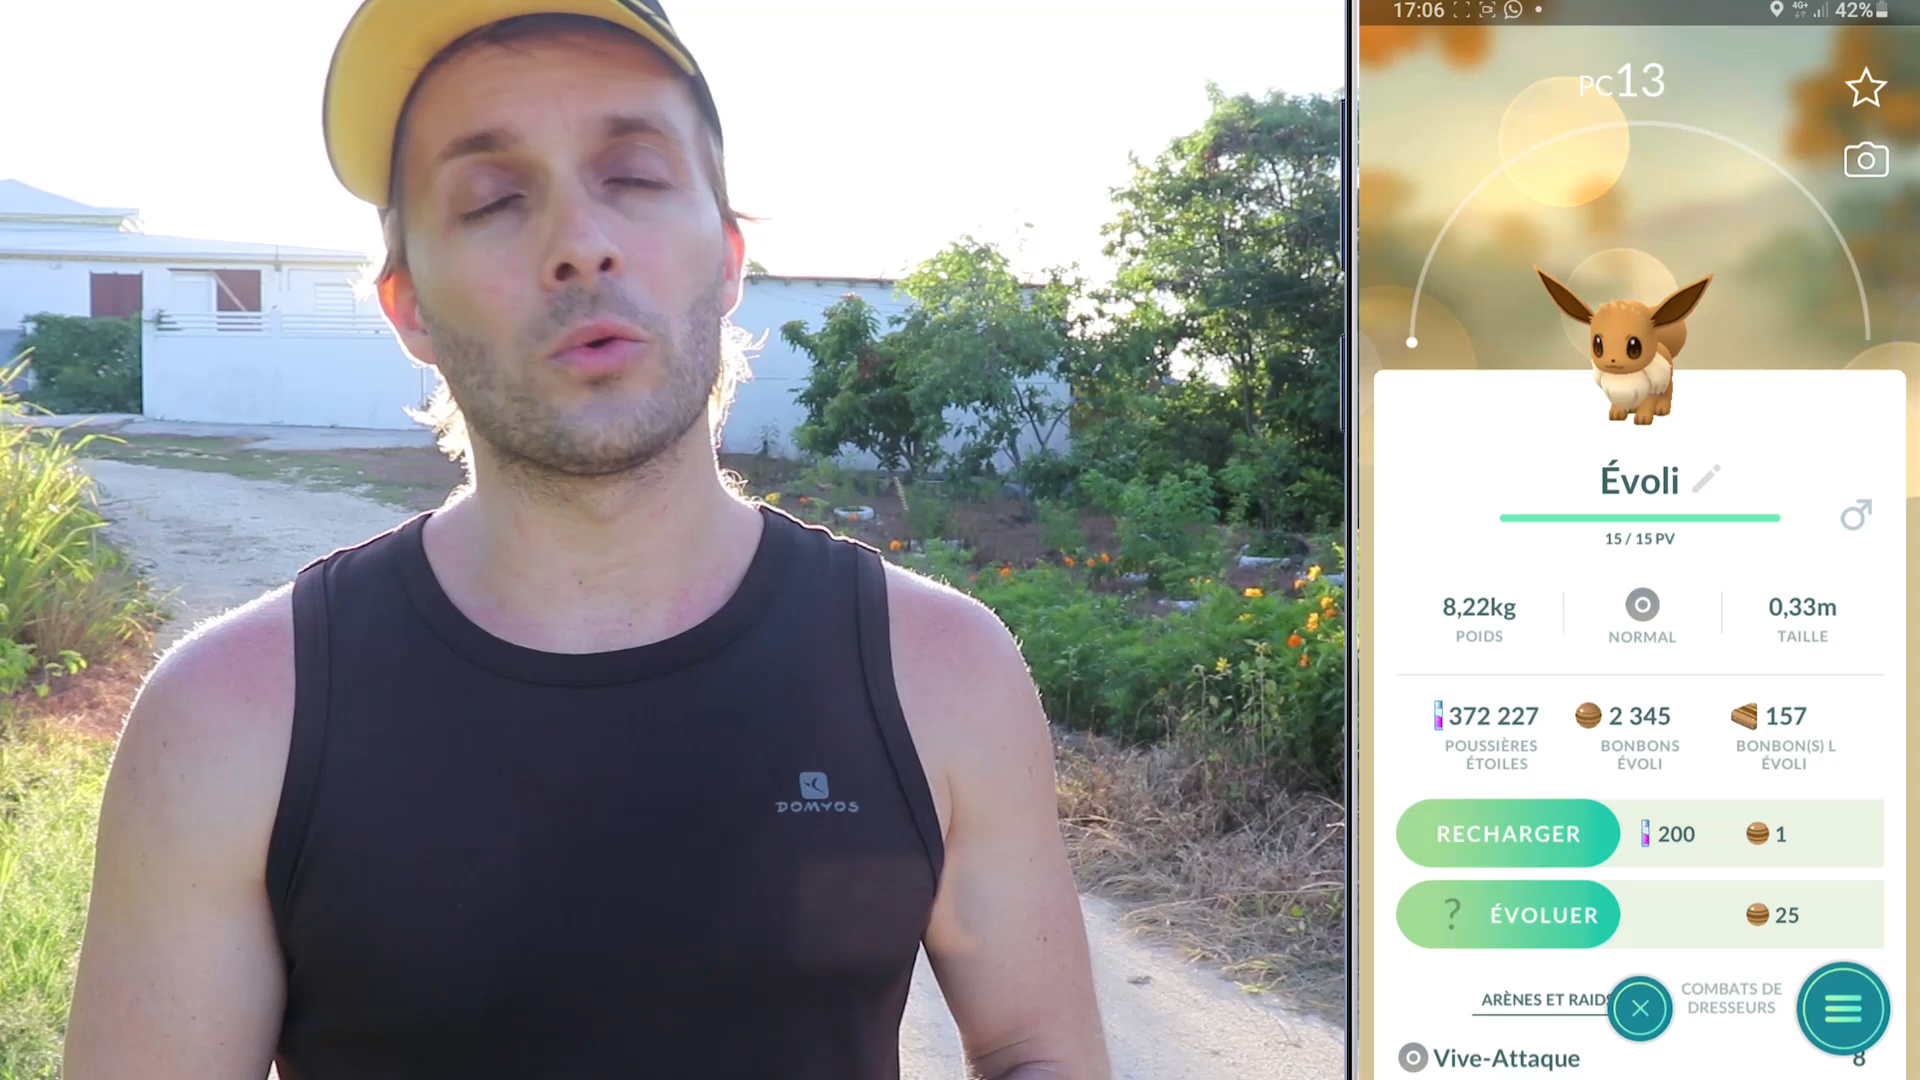 DOMYOS
17:06
4G+
42%
PC13
Évoli
15 / 15 PV
8,22kg
NORMAL
0,33m
POIDS
TAILLE
372 227
2 345
157
POUSSIÈRES
ÉTOILES
BONBONS
ÉVOLI
BONBON(S) L
ÉVOLI
RECHARGER
200
1
? ÉVOLUER
25
ARÈNES ET RAIDS
COMBATS DE
DRESSEURS
Vive-Attaque
8